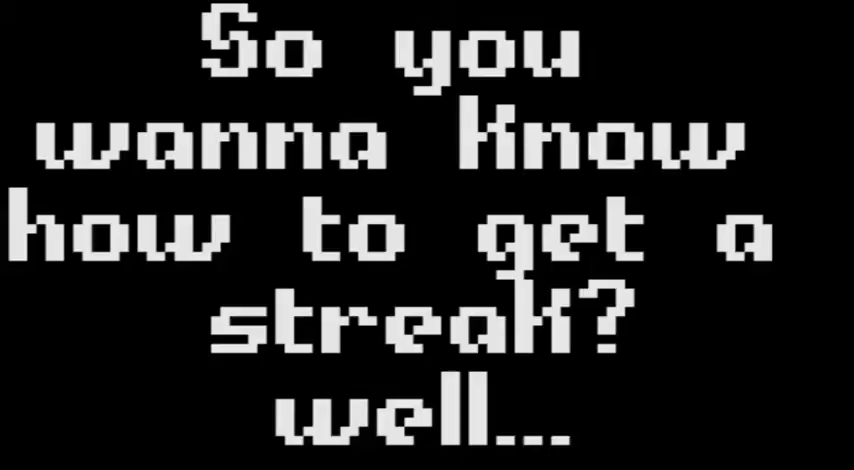 So you
wanna know
how to get a
streak?
well...